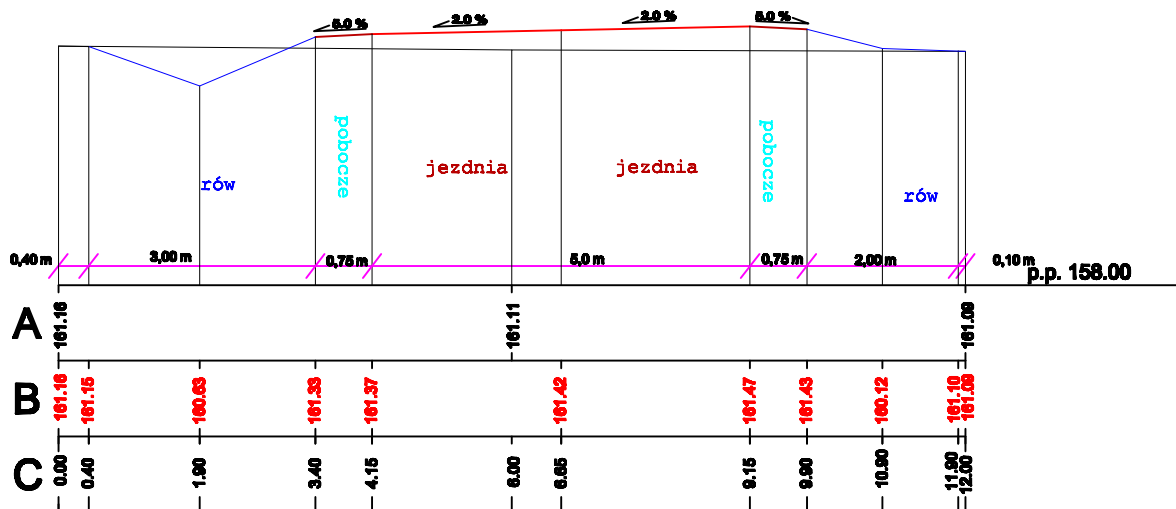 5.0 % 2.0 % 2.0 % 5.0 %
pobocze pobocze
jezdnia jezdnia
rów rów
0,40 m 3,00 m 0,75 m 5,0 m 0,75 m 2,00 m 0,10 m
p.p. 158.00
A 161.16 161.11 161.09
B 161.16 161.15 160.63 161.33 161.37 161.42 161.47 161.43 160.12 161.10 161.09
C 0.00 0.40 1.90 3.40 4.15 6.00 6.65 9.15 9.90 10.90 11.90 12.00